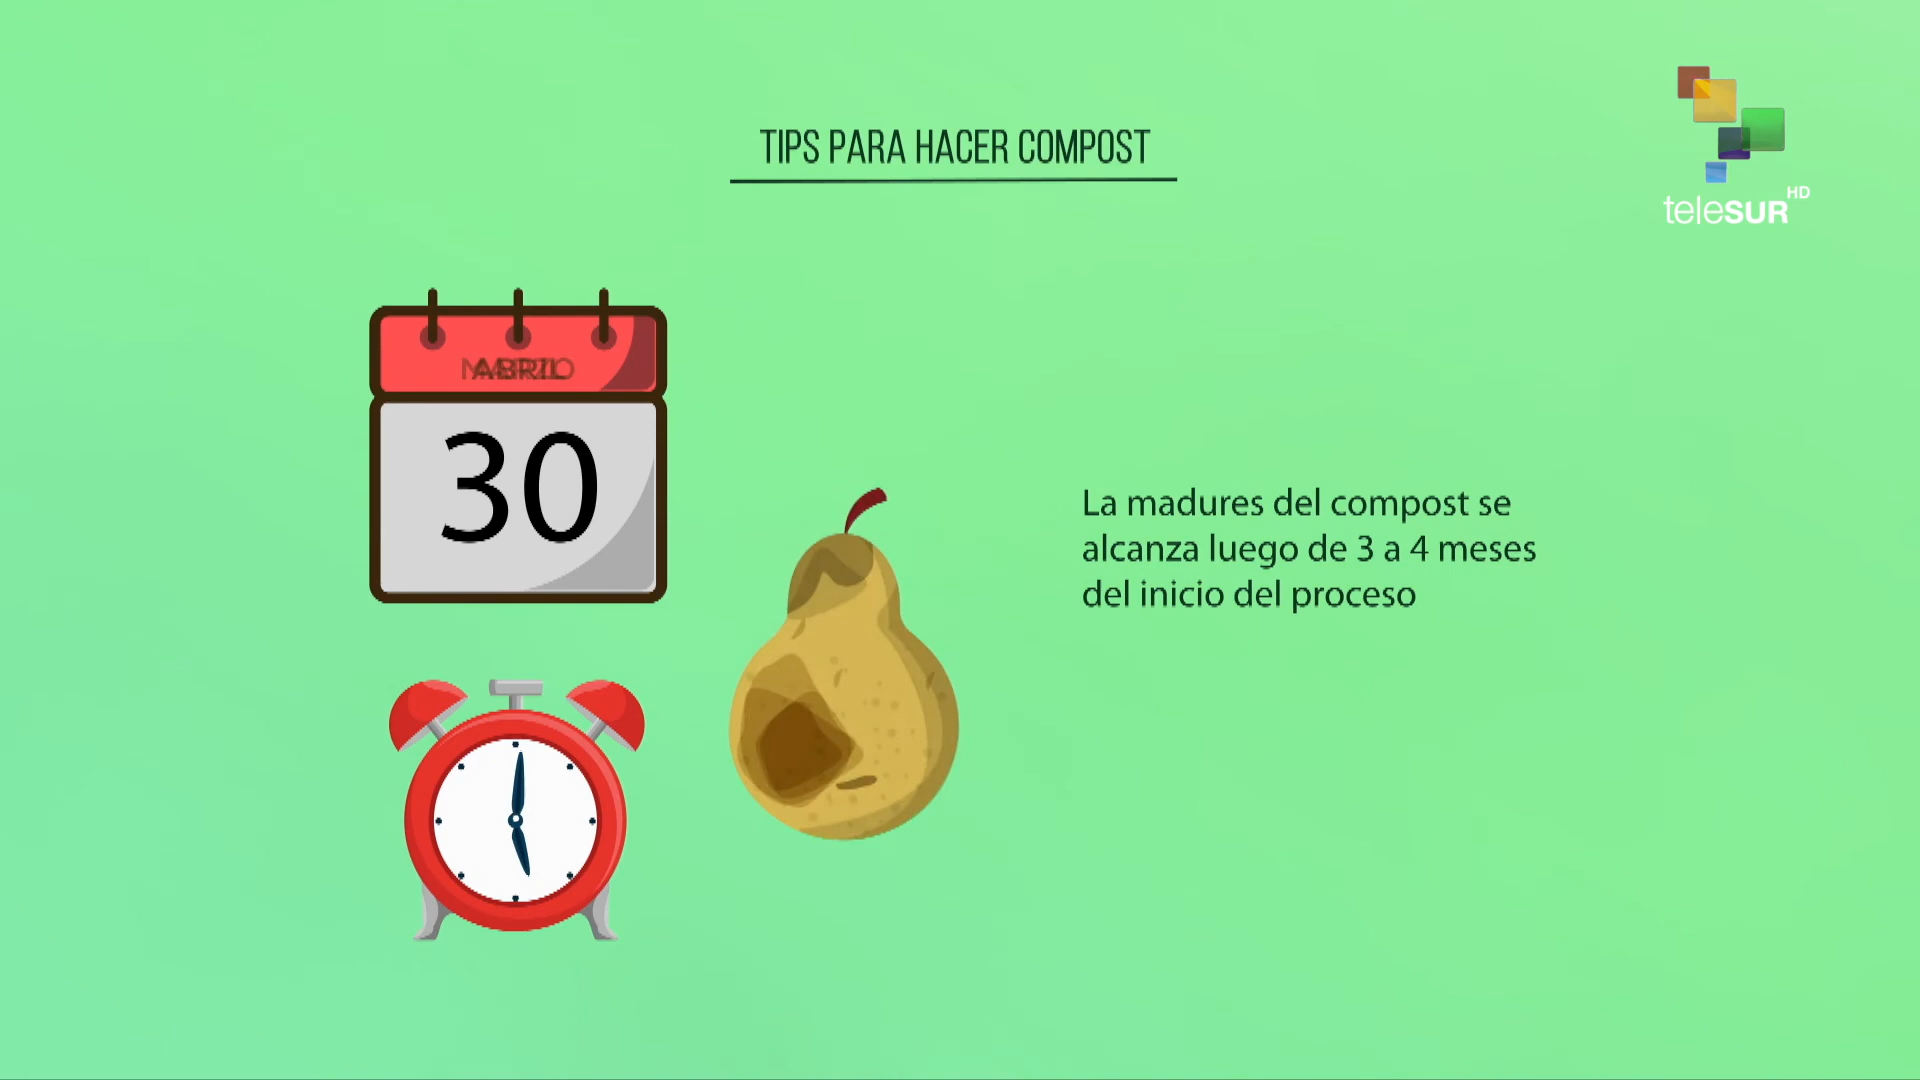 TIPS PARA HACER COMPOST
teleSUR HD
ABRIL
30
La madures del compost se
alcanza luego de 3 a 4 meses
del inicio del proceso